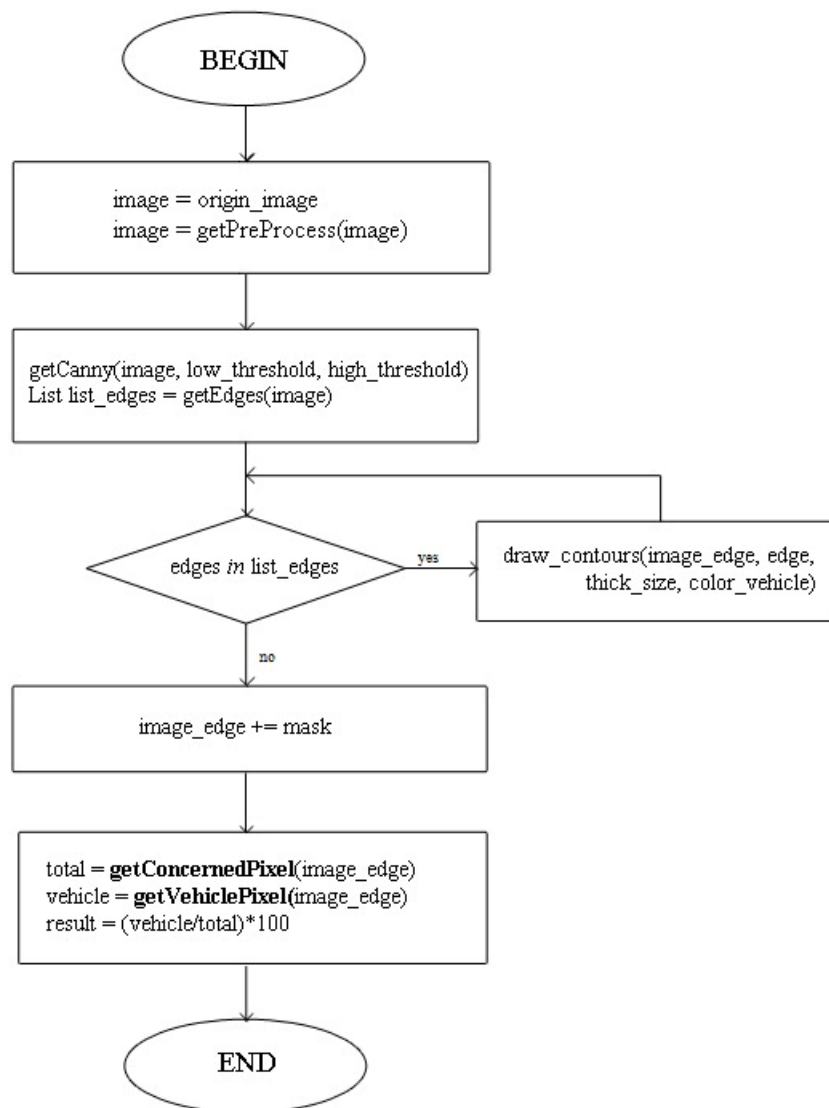 BEGIN
image = origin_image
image = getPreProcess(image)
getCanny(image, low_threshold, high_threshold)
List list_edges = getEdges(image)
edges in list_edges
yes
draw_contours(image_edge, edge,
thick_size, color_vehicle)
no
image_edge += mask
total = getConcernedPixel(image_edge)
vehicle = getVehiclePixel(image_edge)
result = (vehicle/total)*100
END